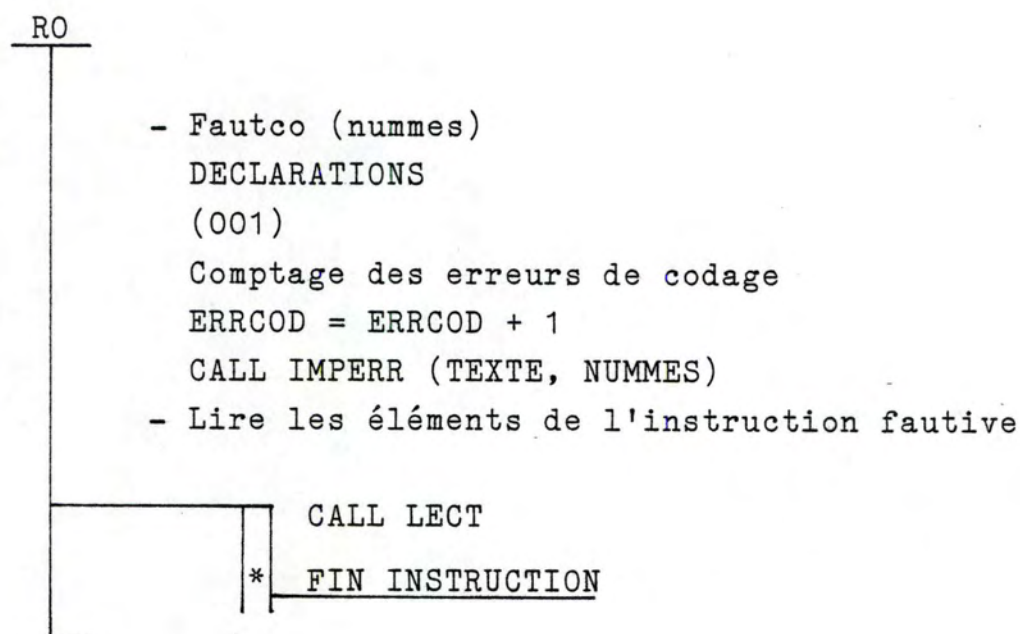 RO
- Fautco (nummes)
DECLARATIONS
(001)
Comptage des erreurs de codage
ERRCOD = ERRCOD + 1
CALL IMPERR (TEXTE, NUMMES)
- Lire les éléments de l'instruction fautive
CALL LECT
* FIN INSTRUCTION